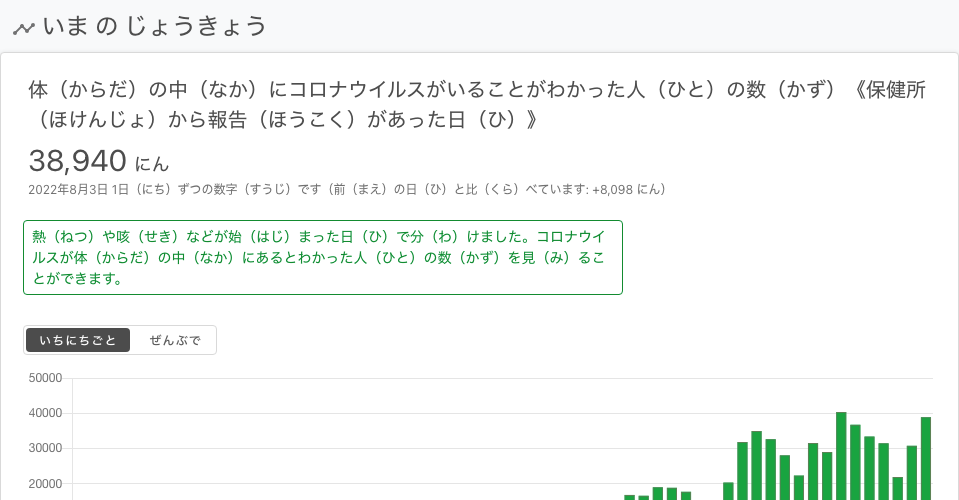 いま の じょうきょう
体（からだ）の中（なか）にコロナウイルスがいることがわかった人（ひと）の数（かず）《保健所
（ほけんじょ）から報告（ほうこく）があった日（ひ）》
38,940 にん
2022年8月3日 1日（にち）ずつの数字（すうじ）です（前（まえ）の日（ひ）と比（くら）べています: +8,098 にん）
熱（ねつ）や咳（せき）などが始（はじ）まった日（ひ）で分（わ）けました。コロナウイ
ルスが体（からだ）の中（なか）にあるとわかった人（ひと）の数（かず）を見（み）るこ
とができます。
いちにちごと ぜんぶで
50000
40000
30000
20000